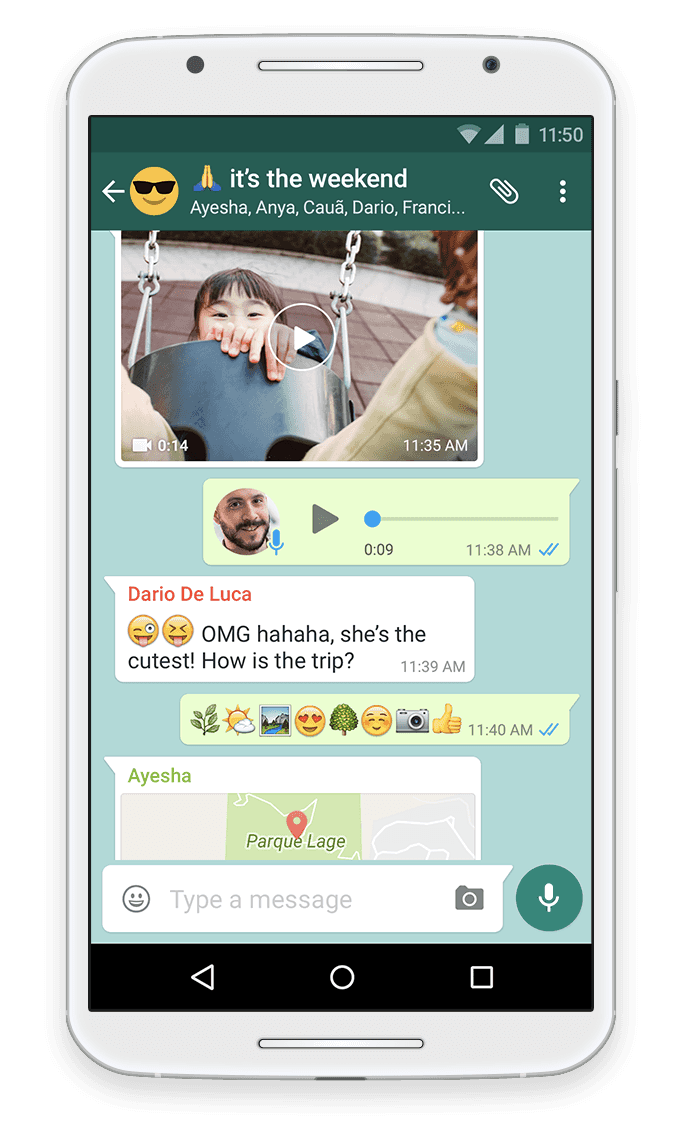 11:50
🙏 it's the weekend
Ayesha, Anya, Cauã, Dario, Franci...
0:14 11:35 AM
0:09 11:38 AM
Dario De Luca
😜😝 OMG hahaha, she's the
cutest! How is the trip? 11:39 AM
🌿🌤🏞😍🌳☺️📷👍 11:40 AM
Ayesha
Parque Lage
Type a message